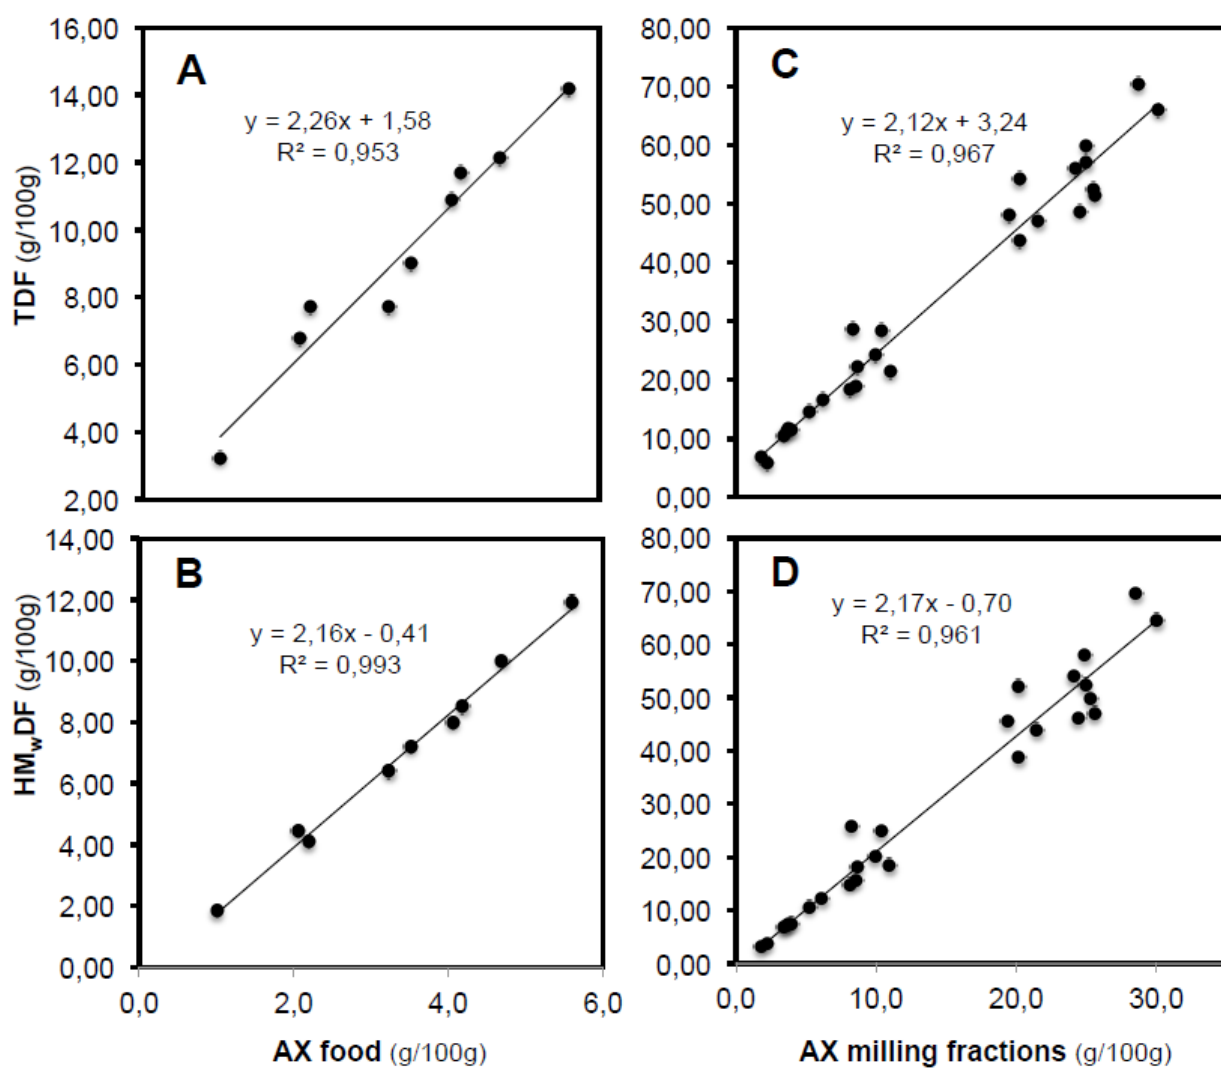 A
y = 2,26x + 1,58
R² = 0,953
TDF (g/100g)
16,00
14,00
12,00
10,00
8,00
6,00
4,00
2,00
C
y = 2,12x + 3,24
R² = 0,967
80,00
70,00
60,00
50,00
40,00
30,00
20,00
10,00
0,00
B
y = 2,16x - 0,41
R² = 0,993
HMwDF (g/100g)
14,00
12,00
10,00
8,00
6,00
4,00
2,00
0,00
0,0 2,0 4,0 6,0
AX food (g/100g)
D
y = 2,17x - 0,70
R² = 0,961
80,00
70,00
60,00
50,00
40,00
30,00
20,00
10,00
0,00
0,0 10,0 20,0 30,0
AX milling fractions (g/100g)